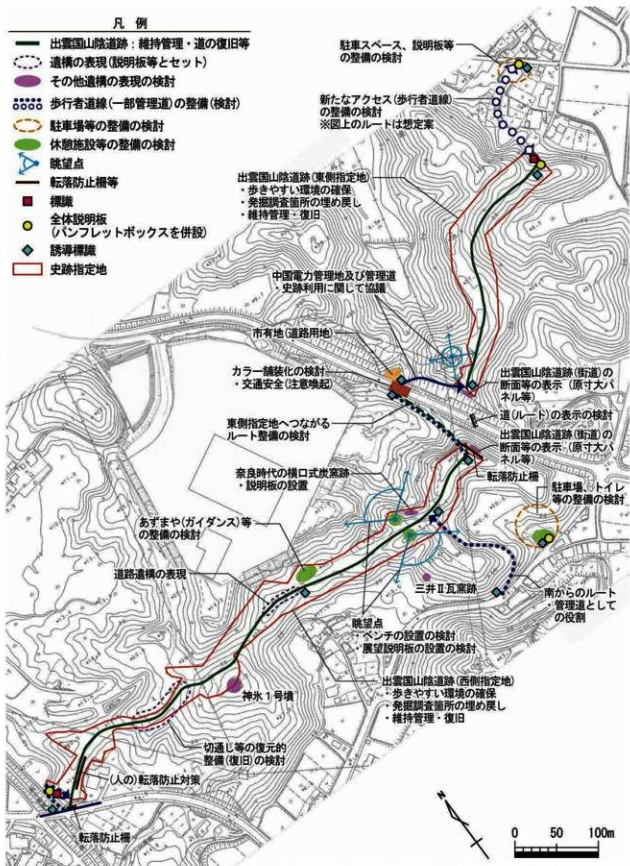 凡 例
出雲国山陰道跡：維持管理・道の復旧等
遺構の表現(説明板等とセット)
その他遺構の表現の検討
歩行者道線(一部管理道)の整備(検討)
駐車場等の整備の検討
休憩施設等の整備の検討
眺望点
転落防止柵等
標識
全体説明板
(パンフレットボックスを併設)
誘導標識
史跡指定地
駐車スペース、説明板等
の整備の検討
新たなアクセス(歩行者道線)
の整備の検討
※図上のルートは想定案
出雲国山陰道跡(東側指定地)
・歩きやすい環境の確保
・発掘調査箇所の埋め戻し
・維持管理・復旧
中国電力管理地及び管理道
・史跡利用に関して協議
市有地(道路用地)
カラー舗装化の検討
・交通安全(注意喚起)
東側指定地へつながる
ルート整備の検討
出雲国山陰道跡(街道)の
断面等の表示 (原寸大パ
ネル等)
道(ルート)の表示の検討
出雲国山陰道跡(街道)の
断面等の表示 (原寸大パ
ネル等)
転落防止柵
奈良時代の横口式炭窯跡
・説明板の設置
駐車場、トイレ
等の整備の検討
あずまや(ガイダンス)等
の整備の検討
道路遺構の表現
三井Ⅱ瓦窯跡
南からのルート
・管理道として
の役割
眺望点
・ベンチの設置の検討
・展望説明板の設置の検討
神氷１号墳
出雲国山陰道跡(西側指定地)
・歩きやすい環境の確保
・発掘調査箇所の埋め戻し
・維持管理・復旧
切通し等の復元的
整備(復旧)の検討
(人の)転落防止対策
転落防止柵
0 50 100m